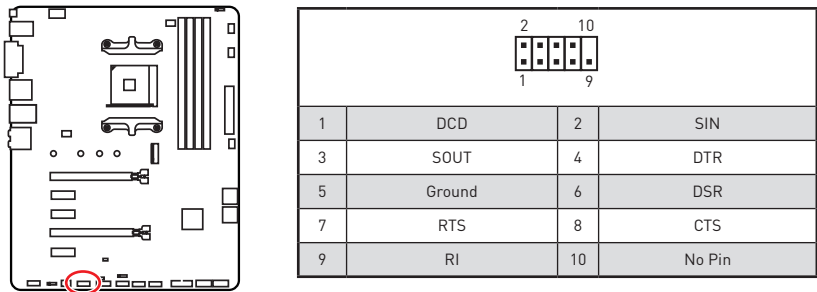 2 10
1 9
1 DCD 2 SIN
3 SOUT 4 DTR
5 Ground 6 DSR
7 RTS 8 CTS
9 RI 10 No Pin